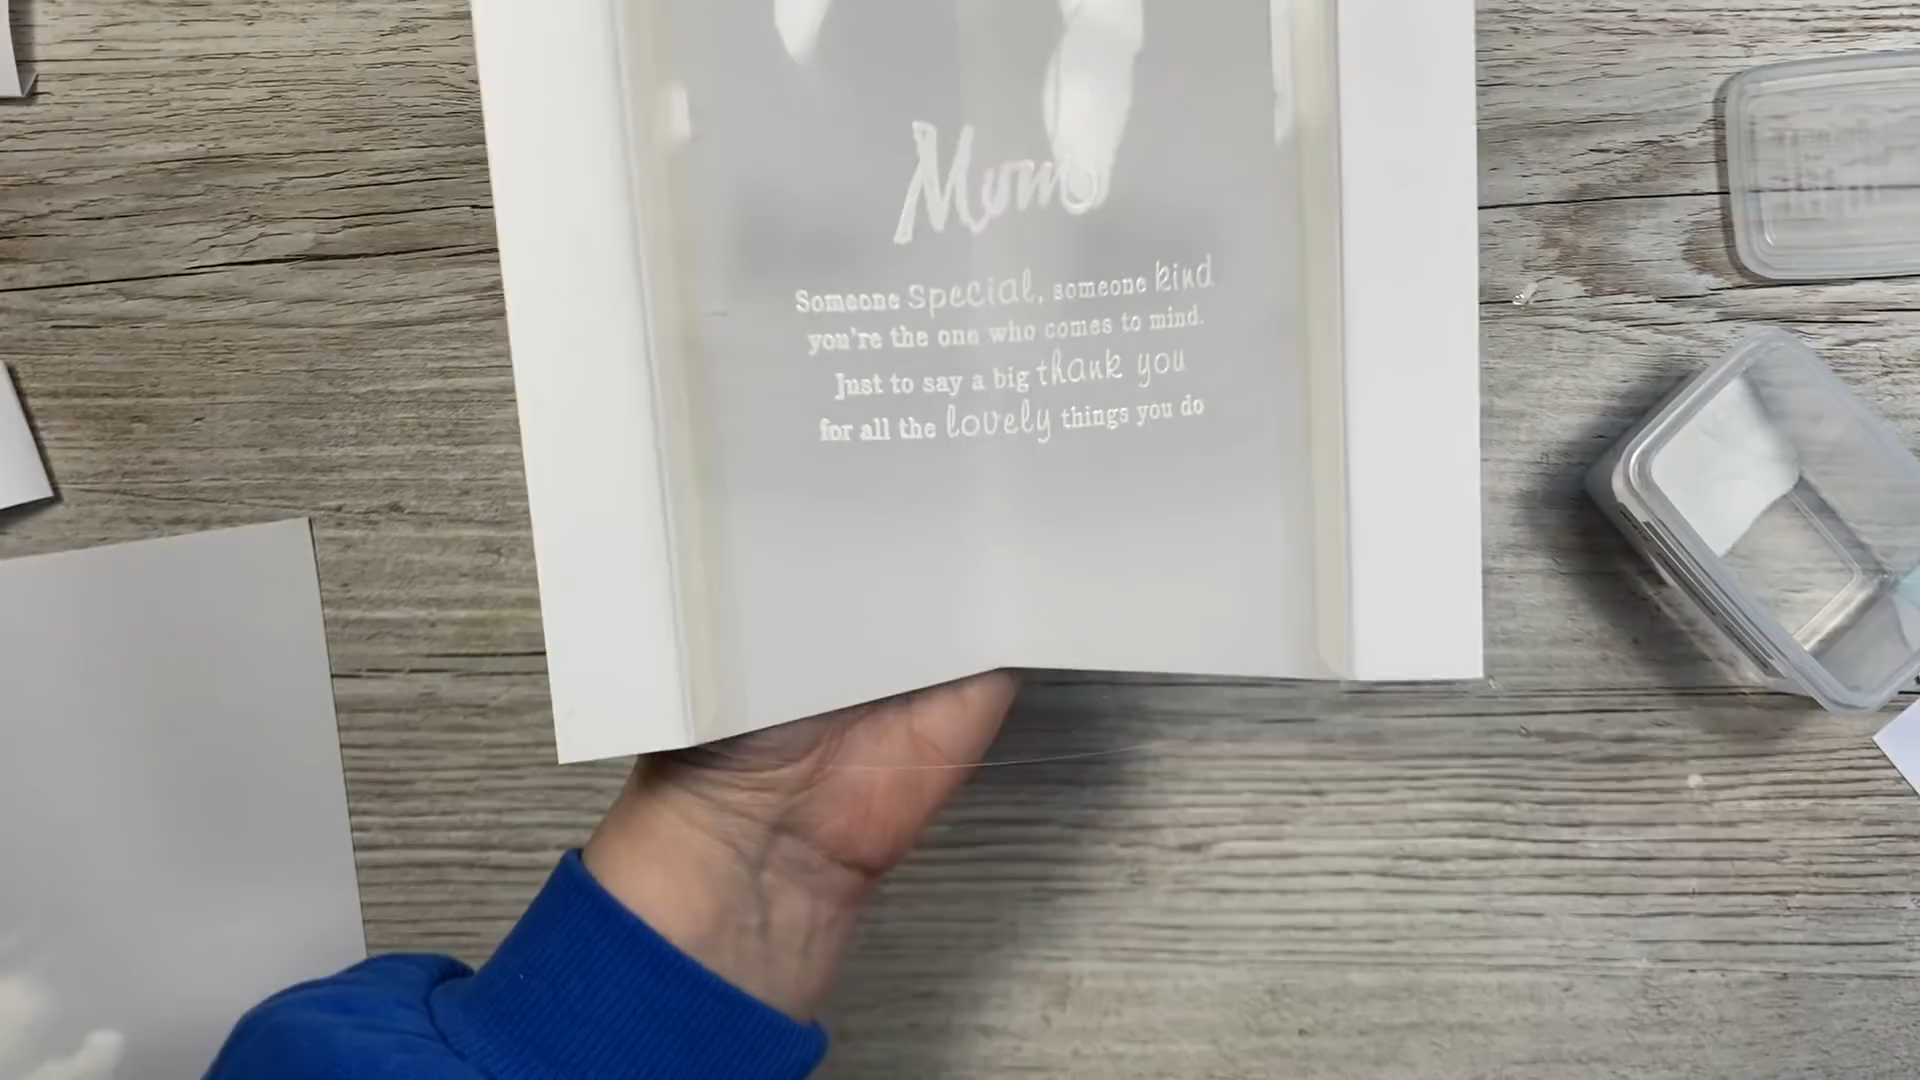 Mum
Someone Special, someone kind
you're the one who comes to mind.
Just to say a big thank you
for all the lovely things you do